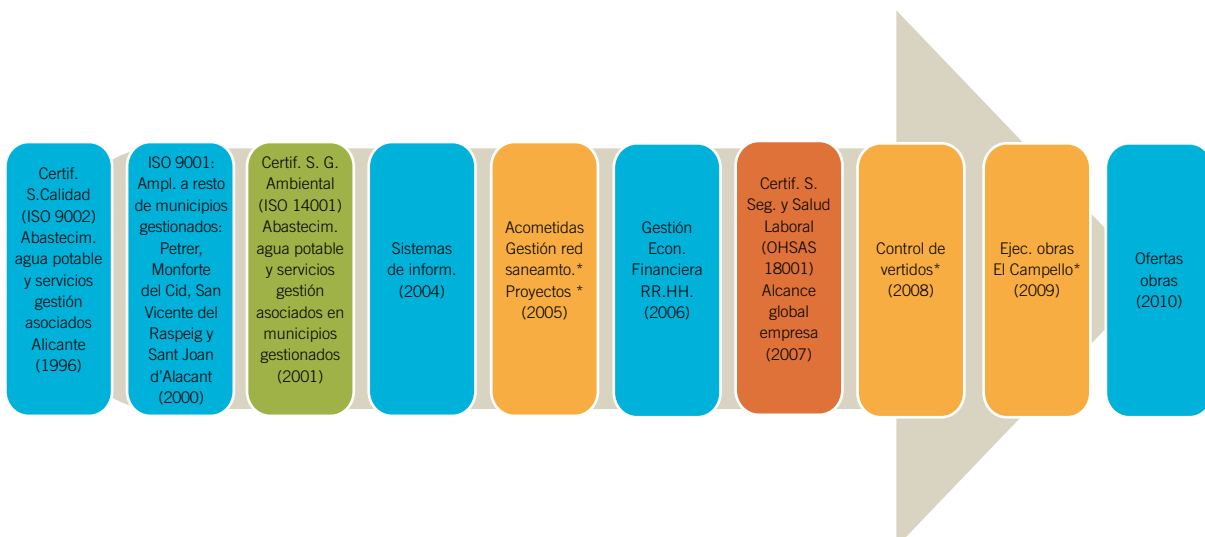 Certif.
S.Calidad
(ISO 9002)
Abastecim.
agua potable
y servicios
gestión
asociados
Alicante
(1996)
ISO 9001:
Ampl. a resto
de municipios
gestionados:
Petrer,
Monforte
del Cid, San
Vicente del
Raspeig y
Sant Joan
d'Alacant
(2000)
Certif. S. G.
Ambiental
(ISO 14001)
Abastecim.
agua potable
y servicios
gestión
asociados en
municipios
gestionados
(2001)
Sistemas
de inform.
(2004)
Acometidas
Gestión red
saneamto.*
Proyectos *
(2005)
Gestión
Econ.
Financiera
RR.HH.
(2006)
Certif. S.
Seg. y Salud
Laboral
(OHSAS
18001)
Alcance
global
empresa
(2007)
Control de
vertidos*
(2008)
Ejec. obras
El Campello*
(2009)
Ofertas
obras
(2010)